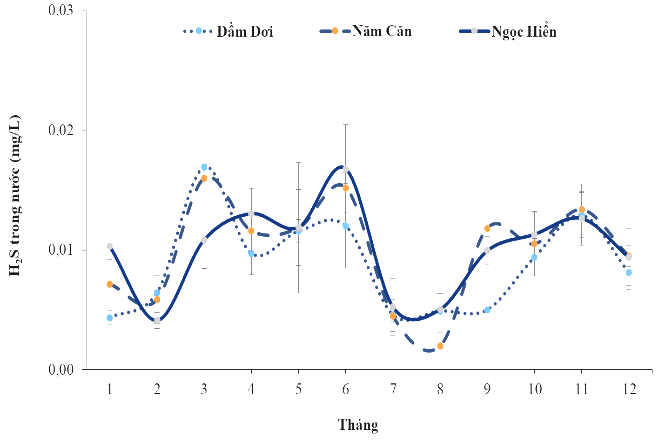 0.03
Dầm Dơi
Năm Căn
Ngọc Hiển
0.02
H₂S trong nước (mg/L)
0.01
0.00
1 2 3 4 5 6 7 8 9 10 11 12
Tháng